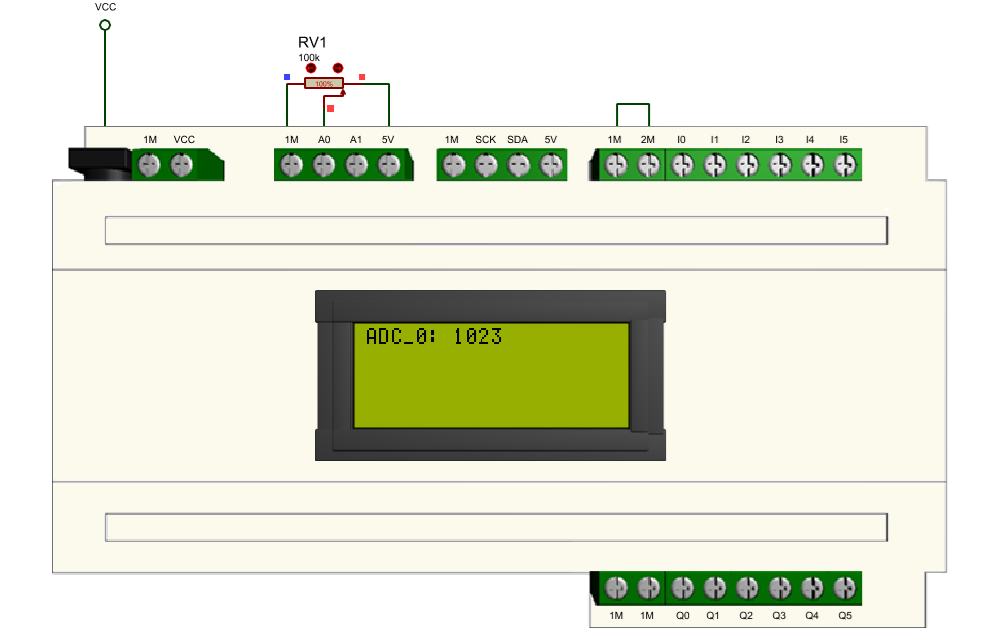 VCC
RV1
100k
100%
1M VCC
1M A0 A1 5V
1M SCK SDA 5V
1M 2M I0 I1 I2 I3 I4 I5
ADC_0: 1023
1M 1M Q0 Q1 Q2 Q3 Q4 Q5